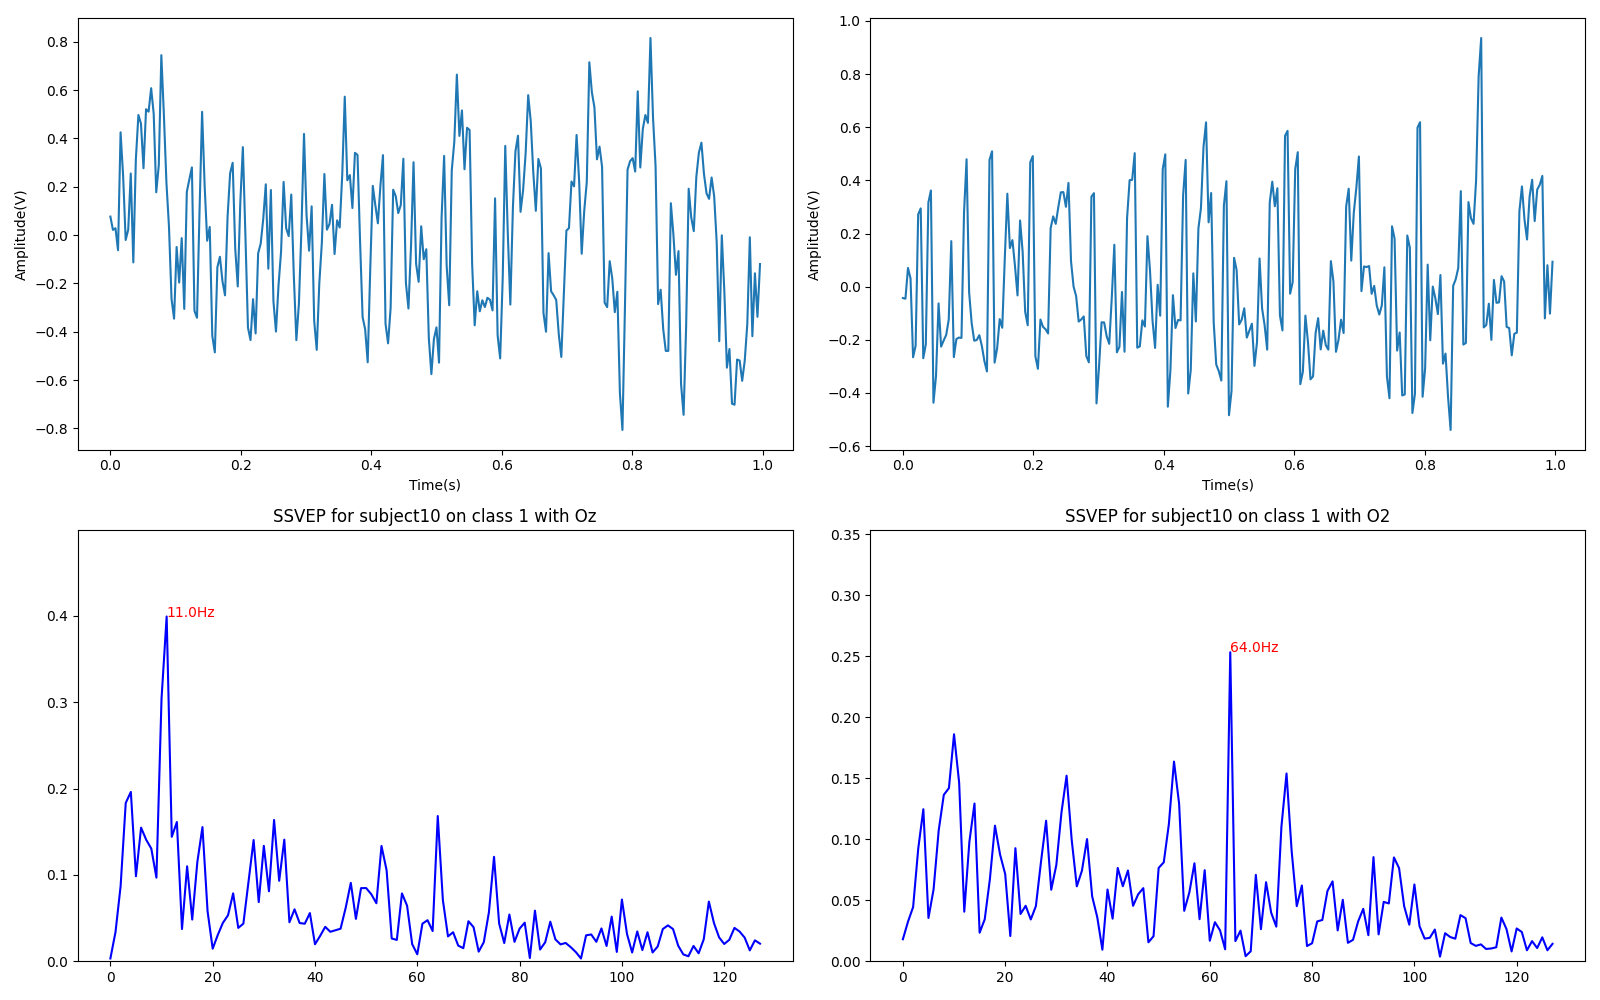 0.8
0.6
0.4
0.2
0.0
−0.2
−0.4
−0.6
−0.8
Amplitude(V)
0.0 0.2 0.4 0.6 0.8 1.0
Time(s)
1.0
0.8
0.6
0.4
0.2
0.0
−0.2
−0.4
−0.6
Amplitude(V)
0.0 0.2 0.4 0.6 0.8 1.0
Time(s)
SSVEP for subject10 on class 1 with Oz
11.0Hz
0.4
0.3
0.2
0.1
0.0
0 20 40 60 80 100 120
SSVEP for subject10 on class 1 with O2
64.0Hz
0.35
0.30
0.25
0.20
0.15
0.10
0.05
0.00
0 20 40 60 80 100 120